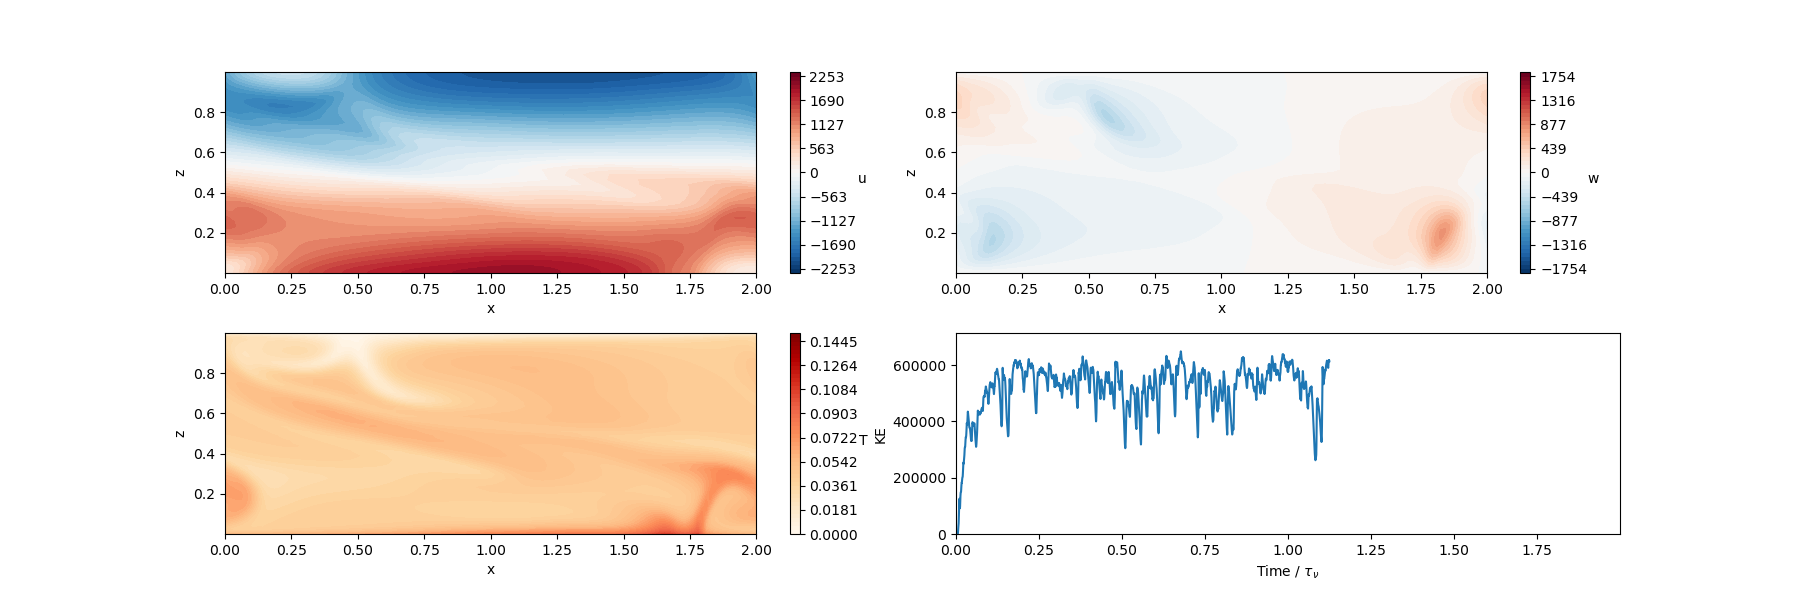 0.8
0.6
0.4
0.2
z
0.00 0.25 0.50 0.75 1.00 1.25 1.50 1.75 2.00
x
2253
1690
1127
563
0
−563
−1127
−1690
−2253
u
0.8
0.6
0.4
0.2
z
0.00 0.25 0.50 0.75 1.00 1.25 1.50 1.75 2.00
x
1754
1316
877
439
0
−439
−877
−1316
−1754
w
0.8
0.6
0.4
0.2
z
0.00 0.25 0.50 0.75 1.00 1.25 1.50 1.75 2.00
x
0.1445
0.1264
0.1084
0.0903
0.0722
0.0542
0.0361
0.0181
0.0000
T
600000
400000
200000
0
KE
0.00 0.25 0.50 0.75 1.00 1.25 1.50 1.75
Time / τν